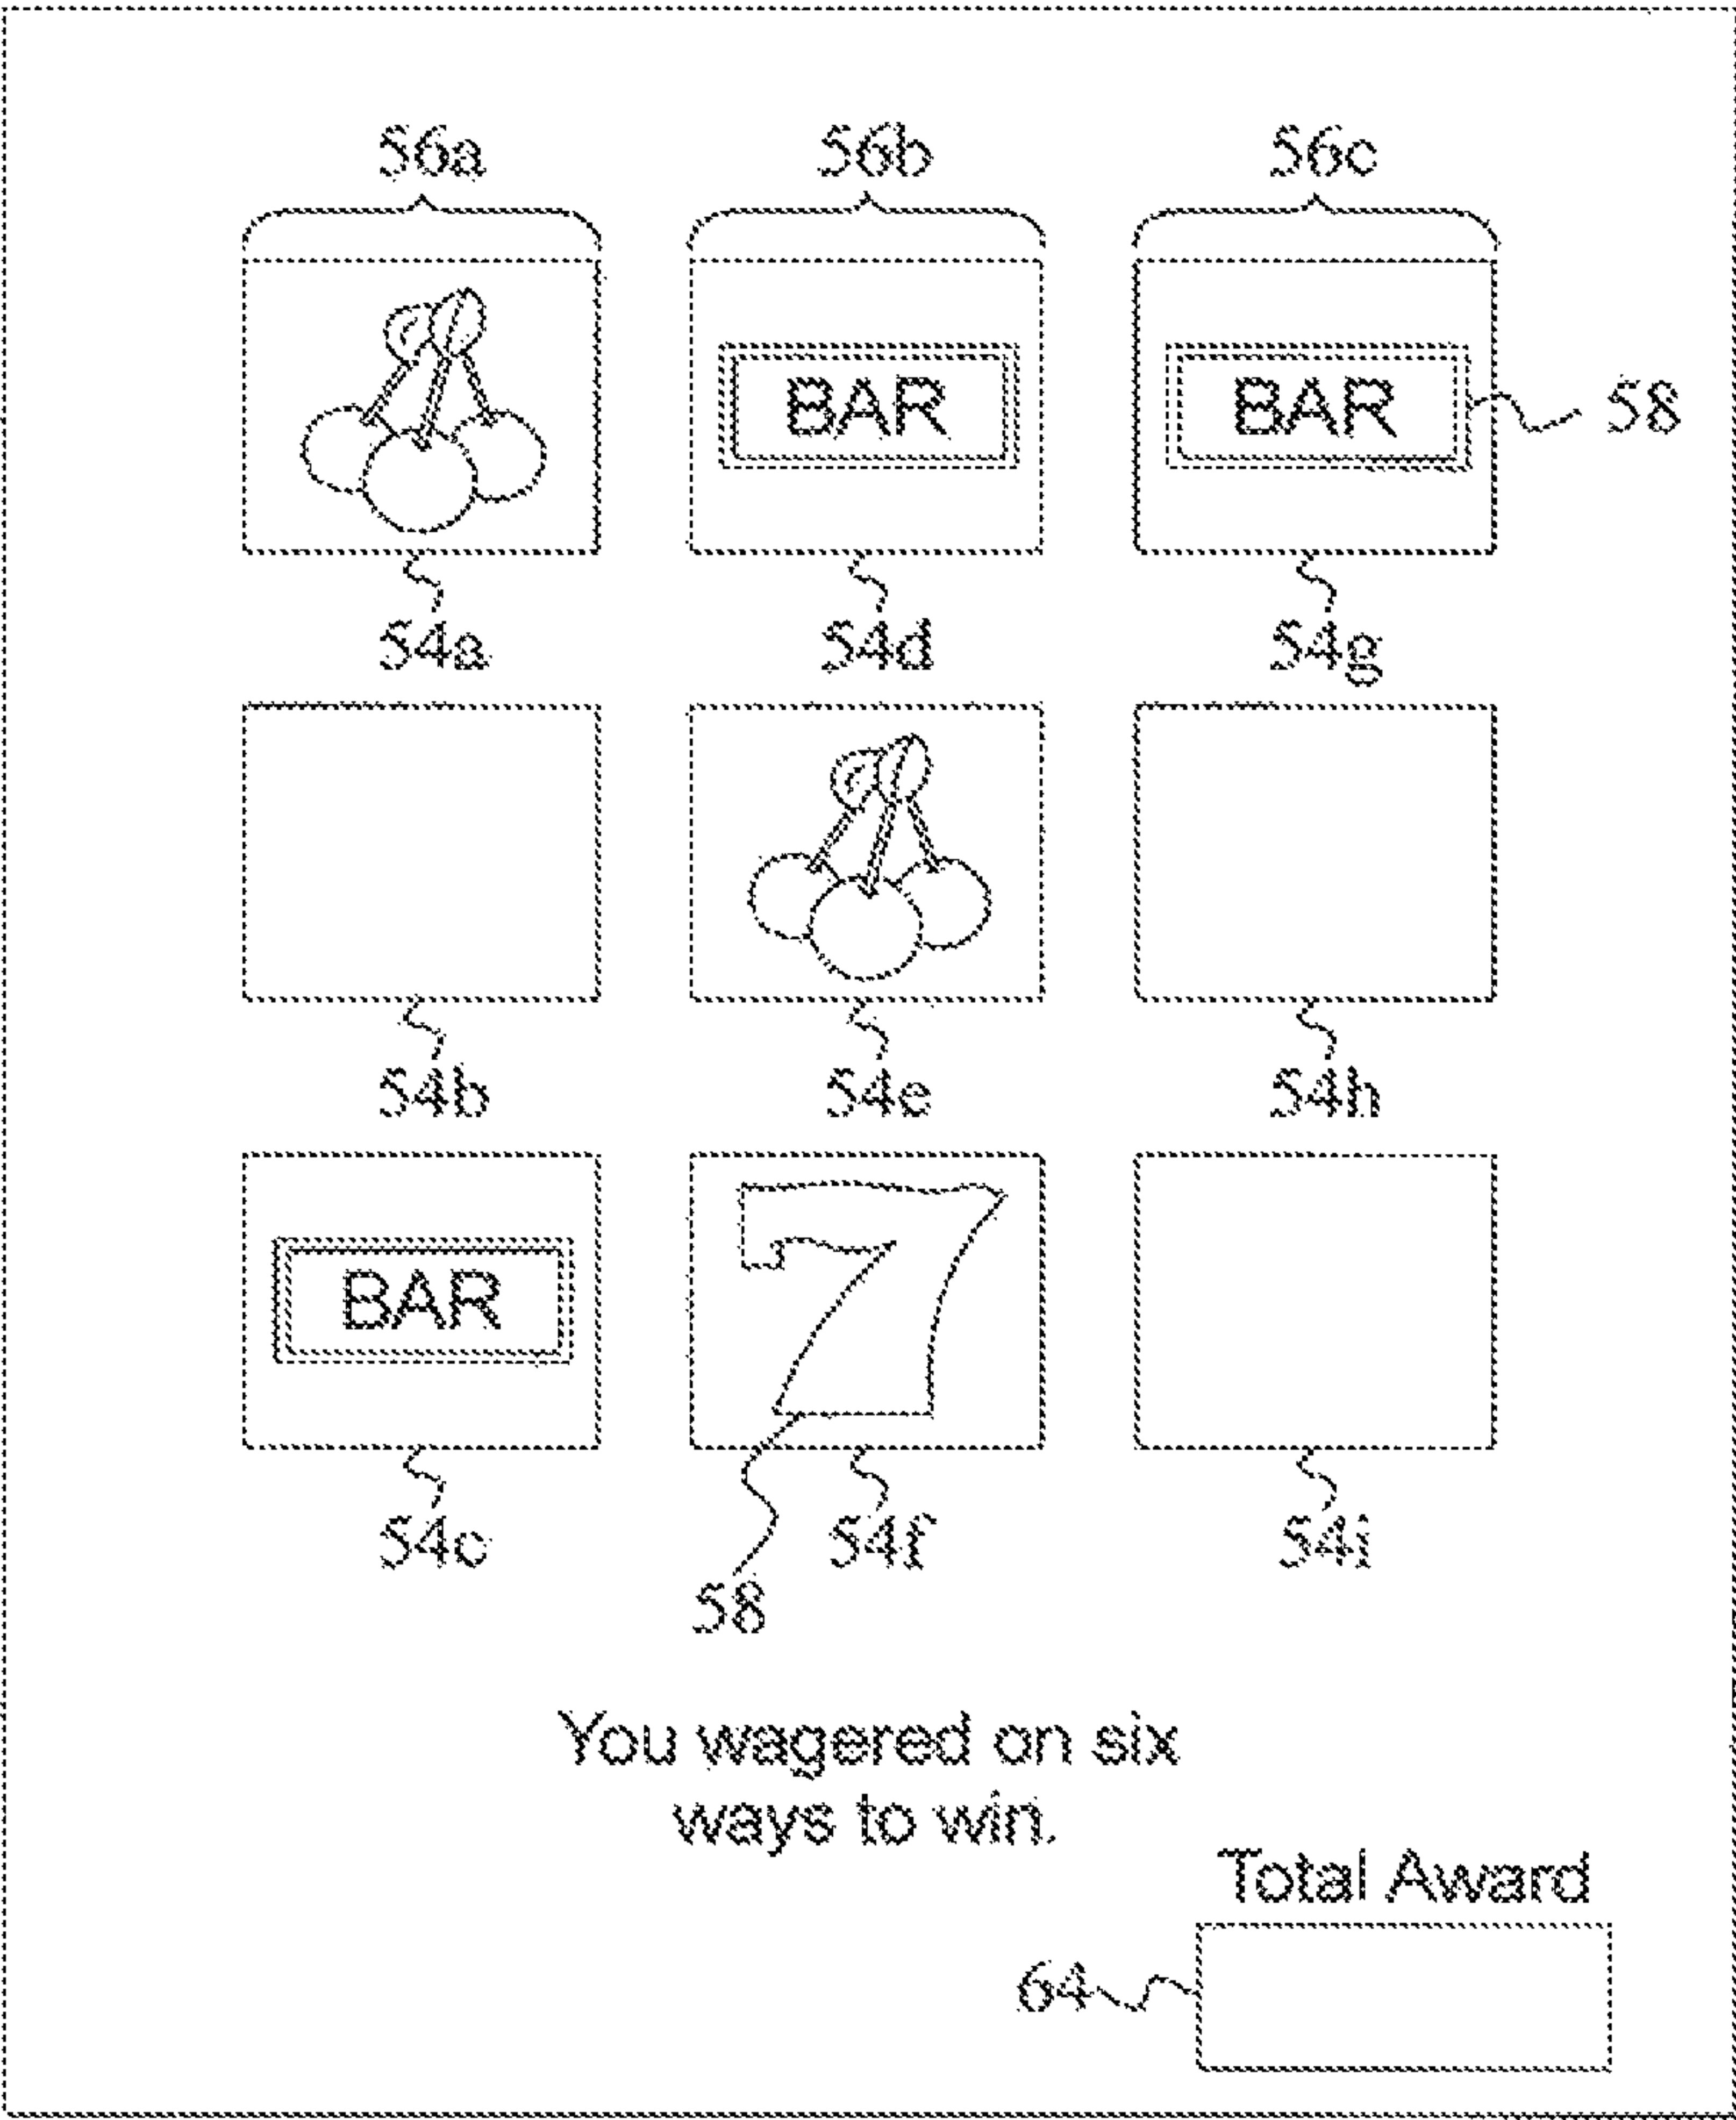 56a 56b 56c
BAR BAR 58
54a 54d 54g
54b 54e 54h
BAR 7
54c 54f 54i
58
You wagered on six
ways to win.
Total Award
64